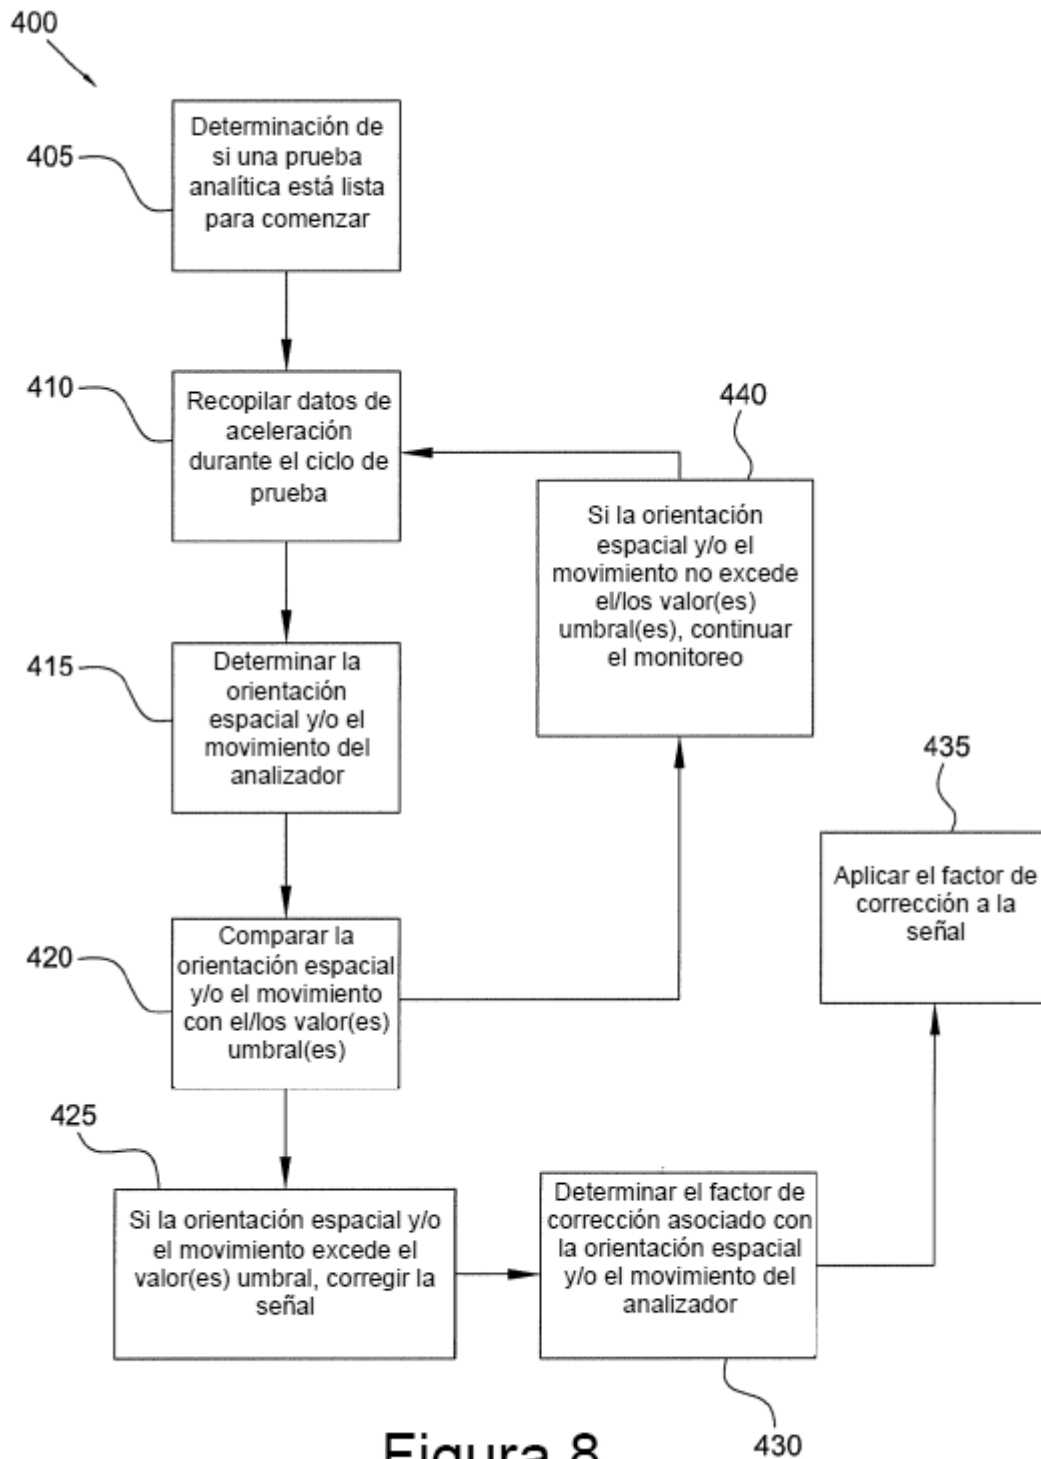 400
405
Determinación de
si una prueba
analítica está lista
para comenzar
410
Recopilar datos de
aceleración
durante el ciclo de
prueba
440
Si la orientación
espacial y/o el
movimiento no excede
el/los valor(es)
umbral(es), continuar
el monitoreo
415
Determinar la
orientación
espacial y/o el
movimiento del
analizador
435
Aplicar el factor de
corrección a la
señal
420
Comparar la
orientación espacial
y/o el movimiento
con el/los valor(es)
umbral(es)
425
Si la orientación espacial y/o
el movimiento excede el
valor(es) umbral, corregir la
señal
Determinar el factor de
corrección asociado con
la orientación espacial
y/o el movimiento del
analizador
430
Figura 8